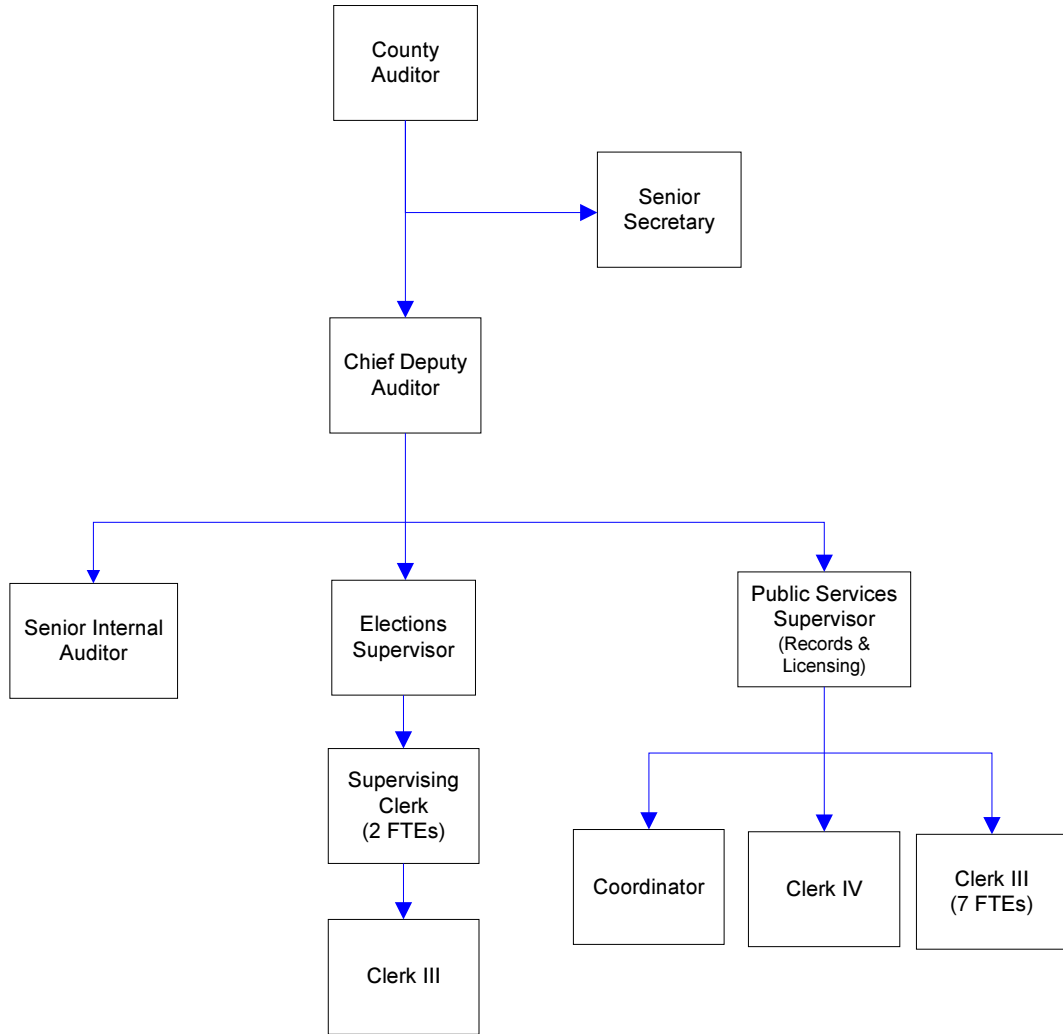 County
Auditor
Senior
Secretary
Chief Deputy
Auditor
Senior Internal
Auditor
Elections
Supervisor
Public Services
Supervisor
(Records &
Licensing)
Supervising
Clerk
(2 FTEs)
Coordinator
Clerk IV
Clerk III
(7 FTEs)
Clerk III